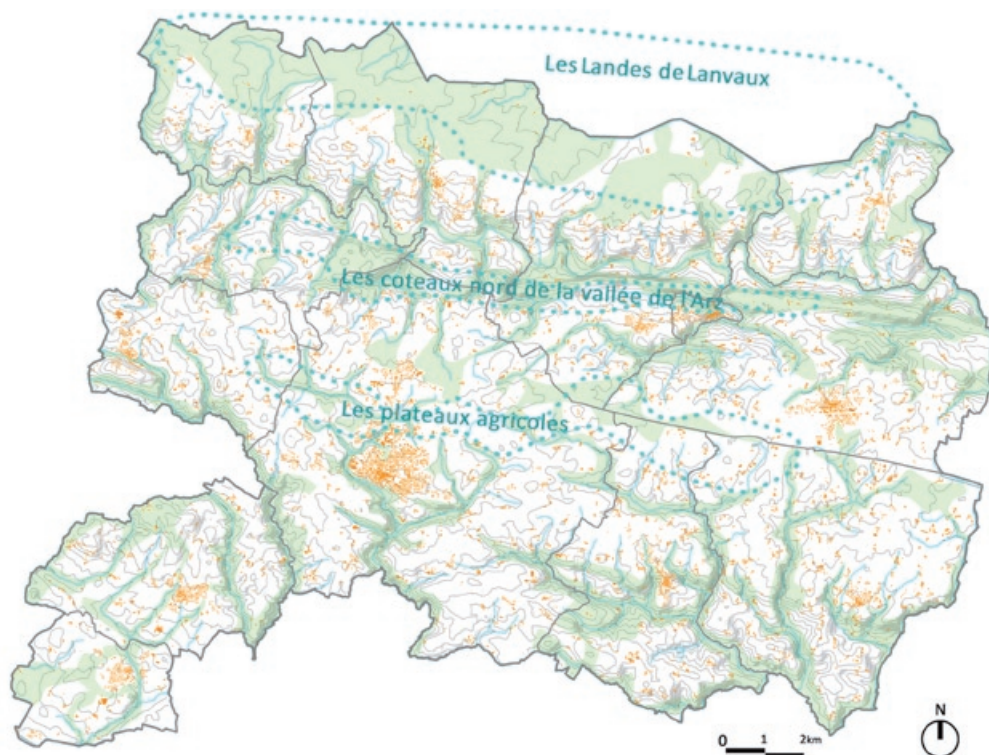 Les Landes de Lanvaux
Les coteaux nord de la vallée de l'Arz
Les plateaux agricoles
N
0 1 2km